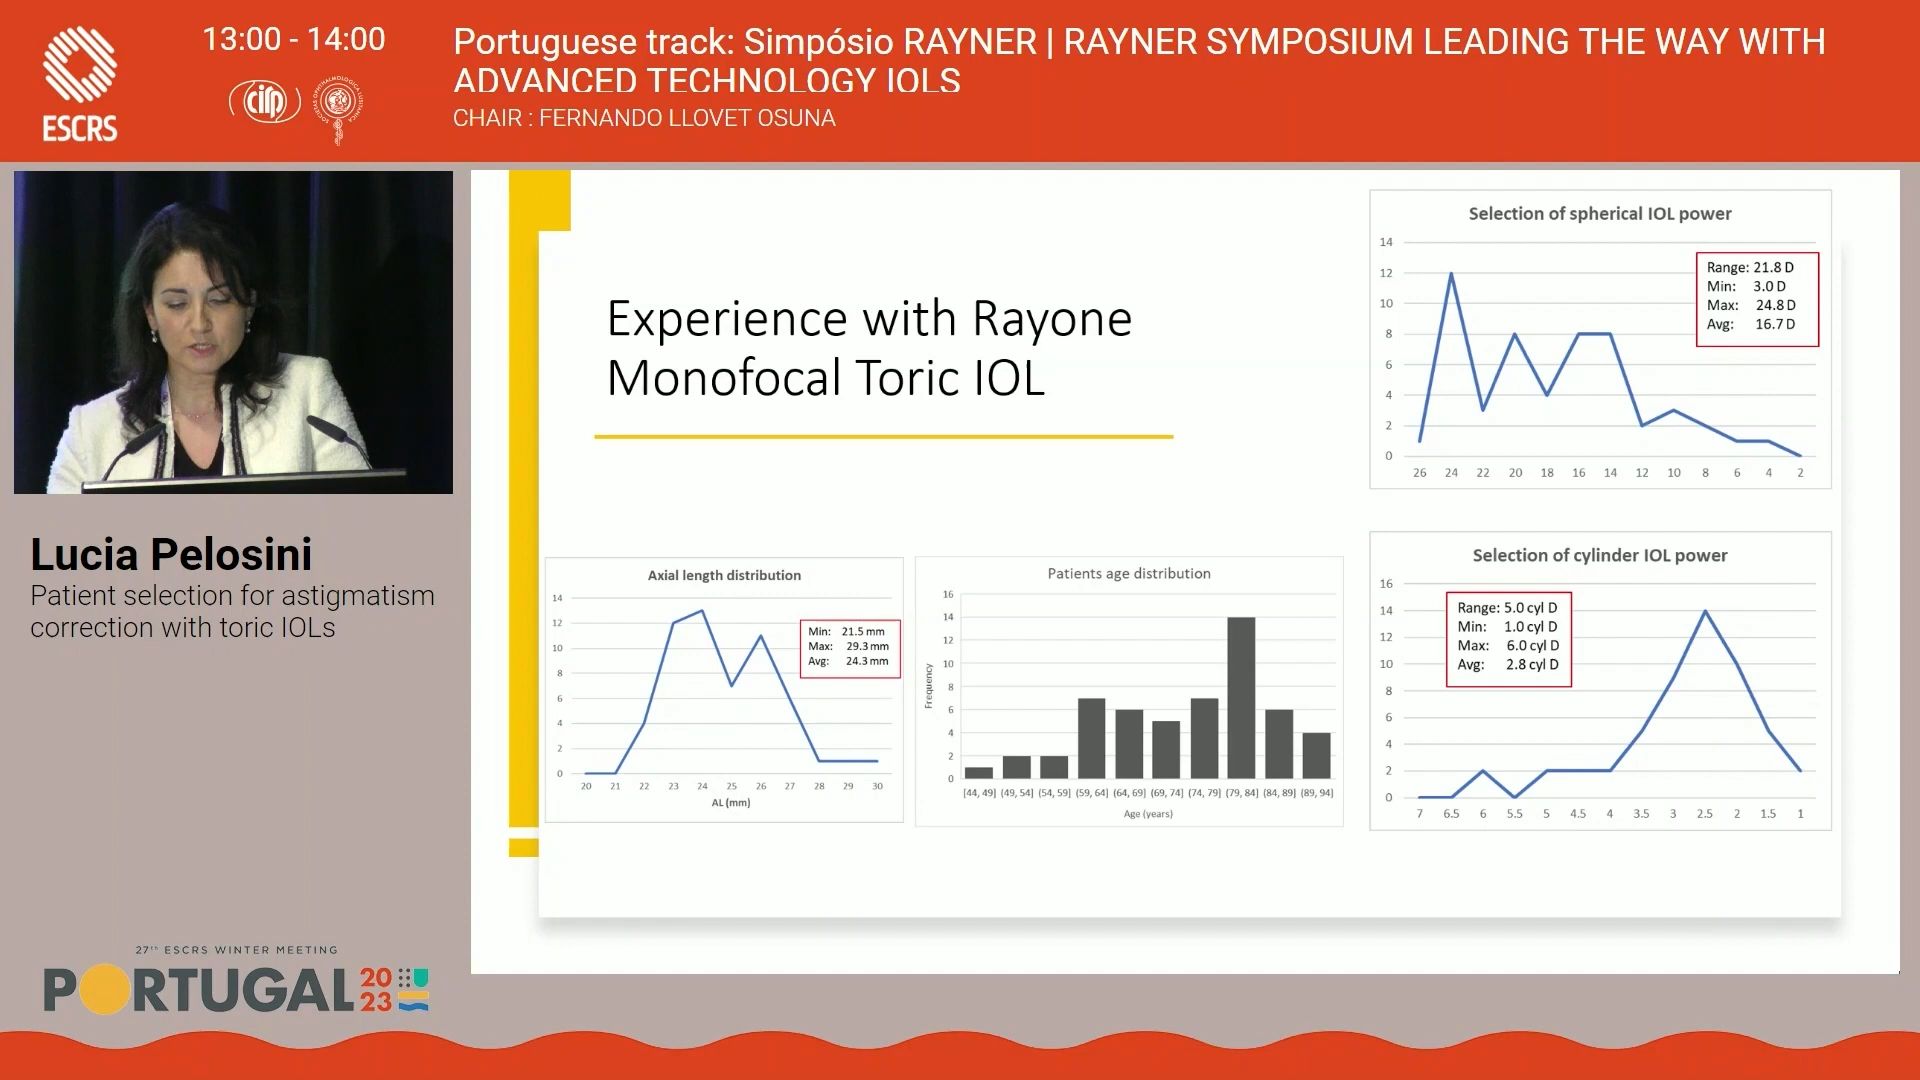 ESCRS
13:00 - 14:00
cirp
Portuguese track: Simpósio RAYNER | RAYNER SYMPOSIUM LEADING THE WAY WITH
ADVANCED TECHNOLOGY IOLS
CHAIR : FERNANDO LLOVET OSUNA
Lucia Pelosini
Patient selection for astigmatism
correction with toric IOLs
27th ESCRS WINTER MEETING
PORTUGAL 2023
Experience with Rayone
Monofocal Toric IOL
Selection of spherical IOL power
14
12
10
8
6
4
2
0
26 24 22 20 18 16 14 12 10 8 6 4 2
Range: 21.8 D
Min: 3.0 D
Max: 24.8 D
Avg: 16.7 D
Axial length distribution
14
12
10
8
6
4
2
0
20 21 22 23 24 25 26 27 28 29 30
AL (mm)
Min: 21.5 mm
Max: 29.3 mm
Avg: 24.3 mm
Patients age distribution
16
14
12
10
8
6
4
2
0
Frequency
[44, 49] (49, 54] (54, 59] (59, 64] (64, 69] (69, 74] (74, 79] (79, 84] (84, 89] (89, 94]
Age (years)
Selection of cylinder IOL power
16
14
12
10
8
6
4
2
0
7 6.5 6 5.5 5 4.5 4 3.5 3 2.5 2 1.5 1
Range: 5.0 cyl D
Min: 1.0 cyl D
Max: 6.0 cyl D
Avg: 2.8 cyl D